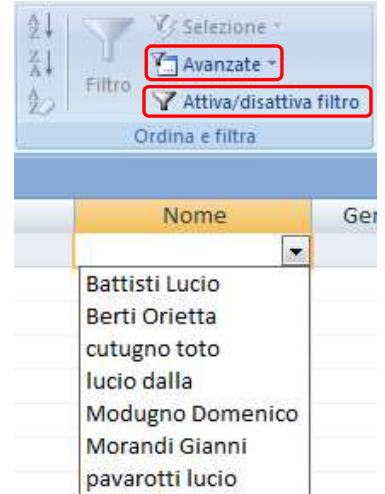 Selezione
Avanzate
Filtro
Attiva/disattiva filtro
Ordina e filtra
Nome
Ger
Battisti Lucio
Berti Orietta
cutugno toto
lucio dalla
Modugno Domenico
Morandi Gianni
pavarotti lucio